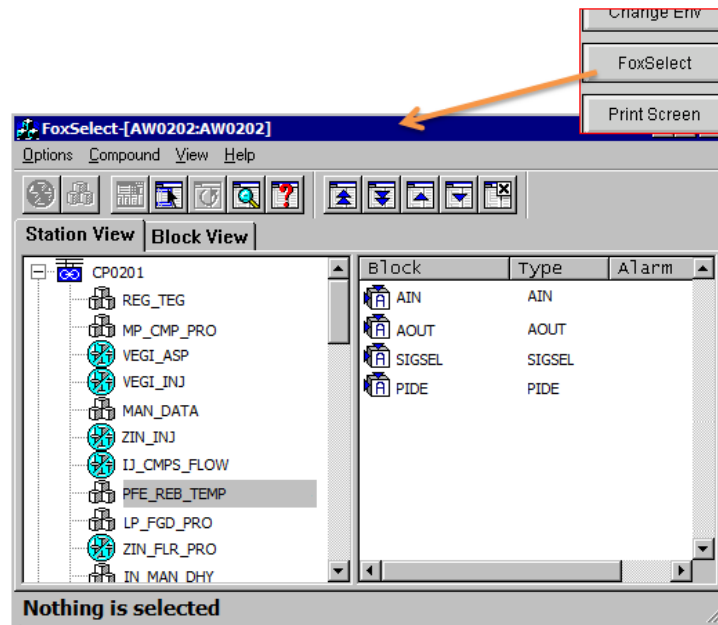 Change Env
FoxSelect
Print Screen
FoxSelect-[AW0202:AW0202]
Options Compound View Help
Station View Block View
CP0201
REG_TEG
MP_CMP_PRO
VEGI_ASP
VEGI_INJ
MAN_DATA
ZIN_INJ
IJ_CMPS_FLOW
PFE_REB_TEMP
LP_FGD_PRO
ZIN_FLR_PRO
IN_MAN_DHY
Block Type Alarm
AIN AIN
AOUT AOUT
SIGSEL SIGSEL
PIDE PIDE
Nothing is selected